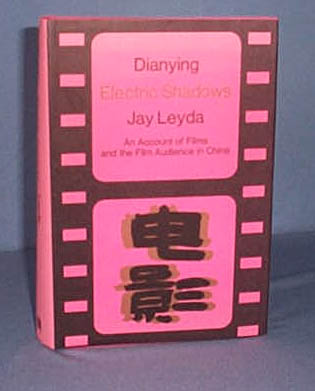 Dianying
Electric Shadows
Jay Leyda
An Account of Films
and the Film Audience in China
电
影